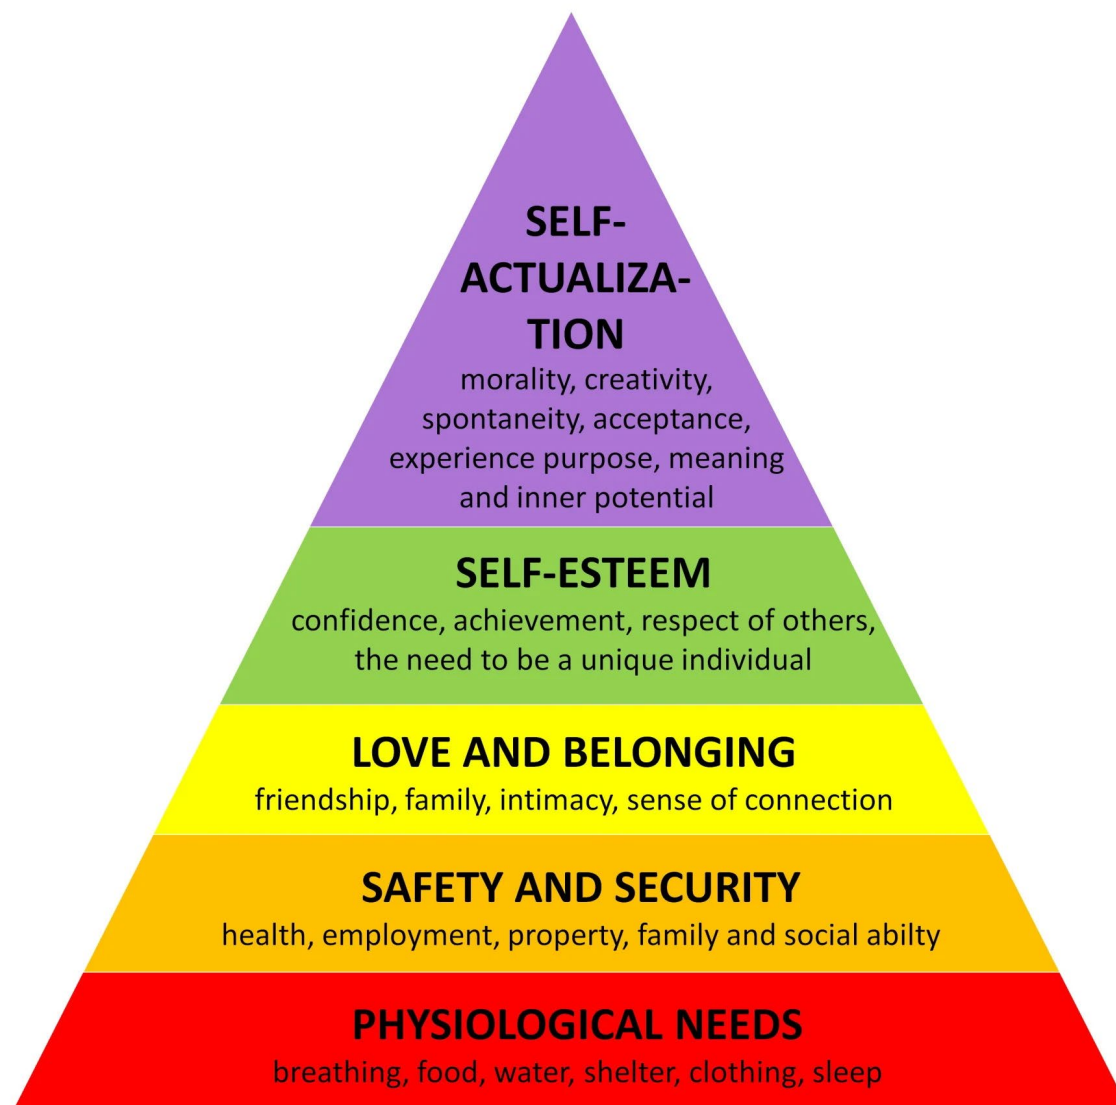 SELF-
ACTUALIZA-
TION
morality, creativity,
spontaneity, acceptance,
experience purpose, meaning
and inner potential
SELF-ESTEEM
confidence, achievement, respect of others,
the need to be a unique individual
LOVE AND BELONGING
friendship, family, intimacy, sense of connection
SAFETY AND SECURITY
health, employment, property, family and social abilty
PHYSIOLOGICAL NEEDS
breathing, food, water, shelter, clothing, sleep